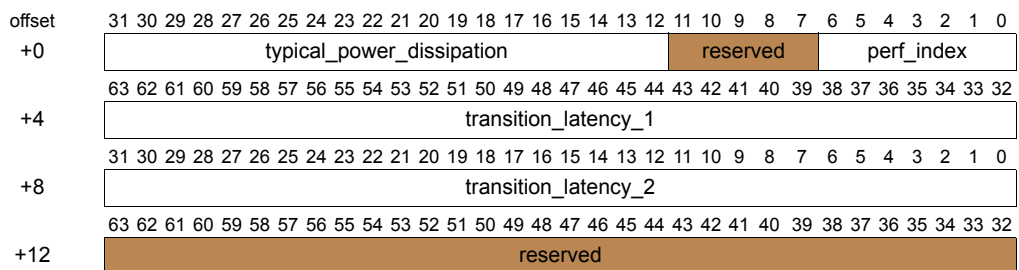 offset 31 30 29 28 27 26 25 24 23 22 21 20 19 18 17 16 15 14 13 12 11 10 9 8 7 6 5 4 3 2 1 0
+0 typical_power_dissipation reserved perf_index
63 62 61 60 59 58 57 56 55 54 53 52 51 50 49 48 47 46 45 44 43 42 41 40 39 38 37 36 35 34 33 32
+4 transition_latency_1
31 30 29 28 27 26 25 24 23 22 21 20 19 18 17 16 15 14 13 12 11 10 9 8 7 6 5 4 3 2 1 0
+8 transition_latency_2
63 62 61 60 59 58 57 56 55 54 53 52 51 50 49 48 47 46 45 44 43 42 41 40 39 38 37 36 35 34 33 32
+12 reserved